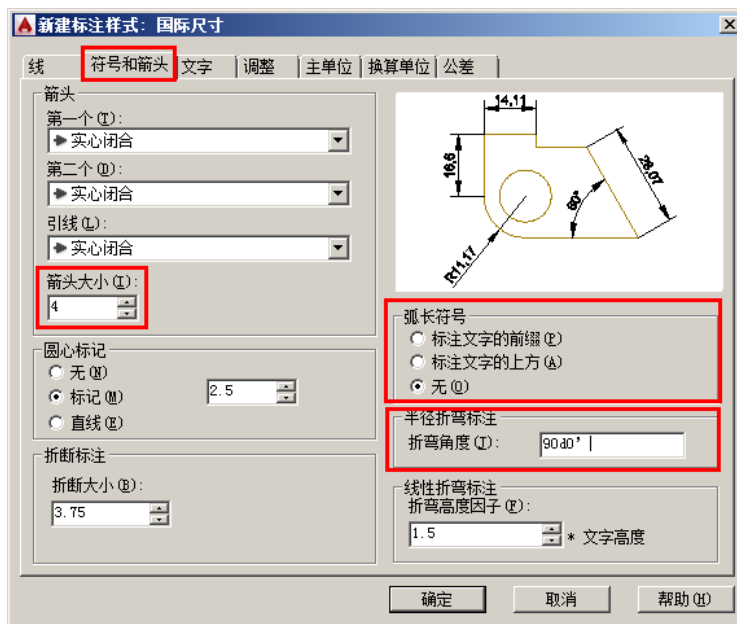 新建标注样式: 国际尺寸
线 符号和箭头 文字 调整 主单位 换算单位 公差
箭头
第一个(T):
实心闭合
第二个(D):
实心闭合
引线(L):
实心闭合
箭头大小(I):
4
圆心标记
无(N)
标记(M)
2.5
直线(E)
折断标注
折断大小(B):
3.75
14,11
16,6
60°
28,07
R11,17
弧长符号
标注文字的前缀(P)
标注文字的上方(A)
无(O)
半径折弯标注
折弯角度(J):
90d0'
线性折弯标注
折弯高度因子(F):
1.5
* 文字高度
确定 取消 帮助(H)